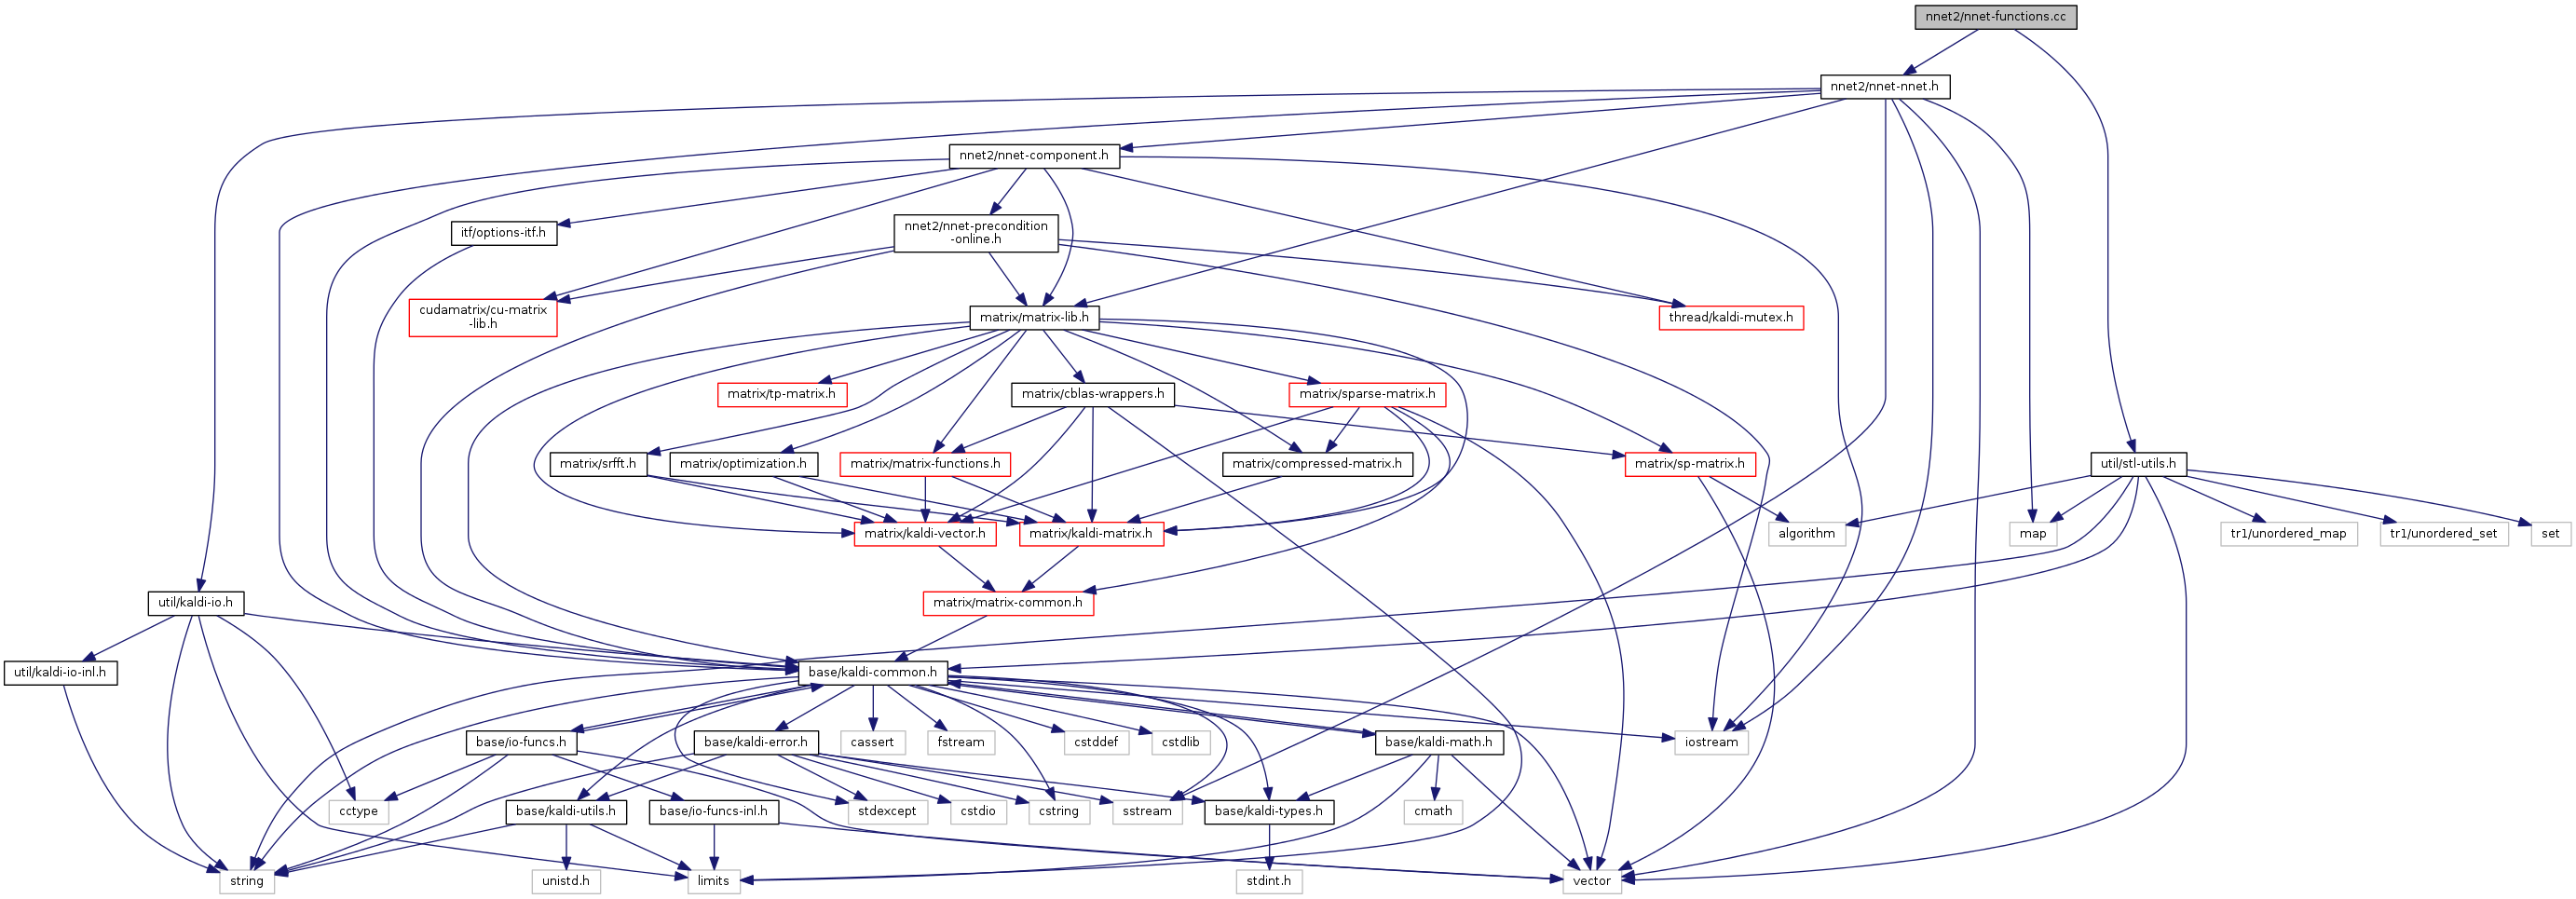 nnet2/nnet-functions.cc
nnet2/nnet-nnet.h
nnet2/nnet-component.h
itf/options-itf.h
nnet2/nnet-precondition
-online.h
cudamatrix/cu-matrix
-lib.h
matrix/matrix-lib.h
thread/kaldi-mutex.h
matrix/tp-matrix.h
matrix/cblas-wrappers.h
matrix/sparse-matrix.h
matrix/srfft.h
matrix/optimization.h
matrix/matrix-functions.h
matrix/compressed-matrix.h
matrix/sp-matrix.h
util/stl-utils.h
matrix/kaldi-vector.h
matrix/kaldi-matrix.h
algorithm
map
tr1/unordered_map
tr1/unordered_set
set
util/kaldi-io.h
matrix/matrix-common.h
util/kaldi-io-inl.h
base/kaldi-common.h
base/io-funcs.h
base/kaldi-error.h
cassert
fstream
cstddef
cstdlib
base/kaldi-math.h
iostream
cctype
base/kaldi-utils.h
base/io-funcs-inl.h
stdexcept
cstdio
cstring
sstream
base/kaldi-types.h
cmath
string
unistd.h
limits
stdint.h
vector